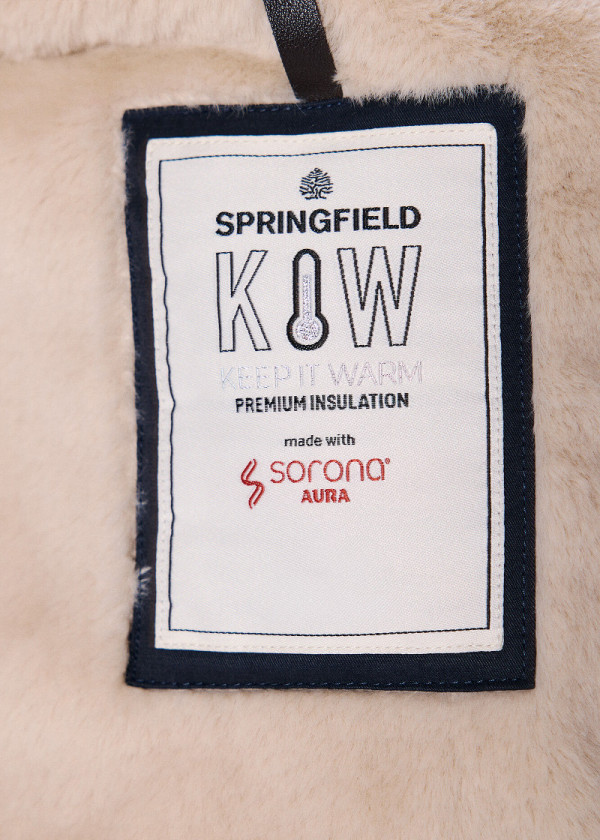 SPRINGFIELD
K W
KEEP IT WARM
PREMIUM INSULATION
made with
sorona®
AURA